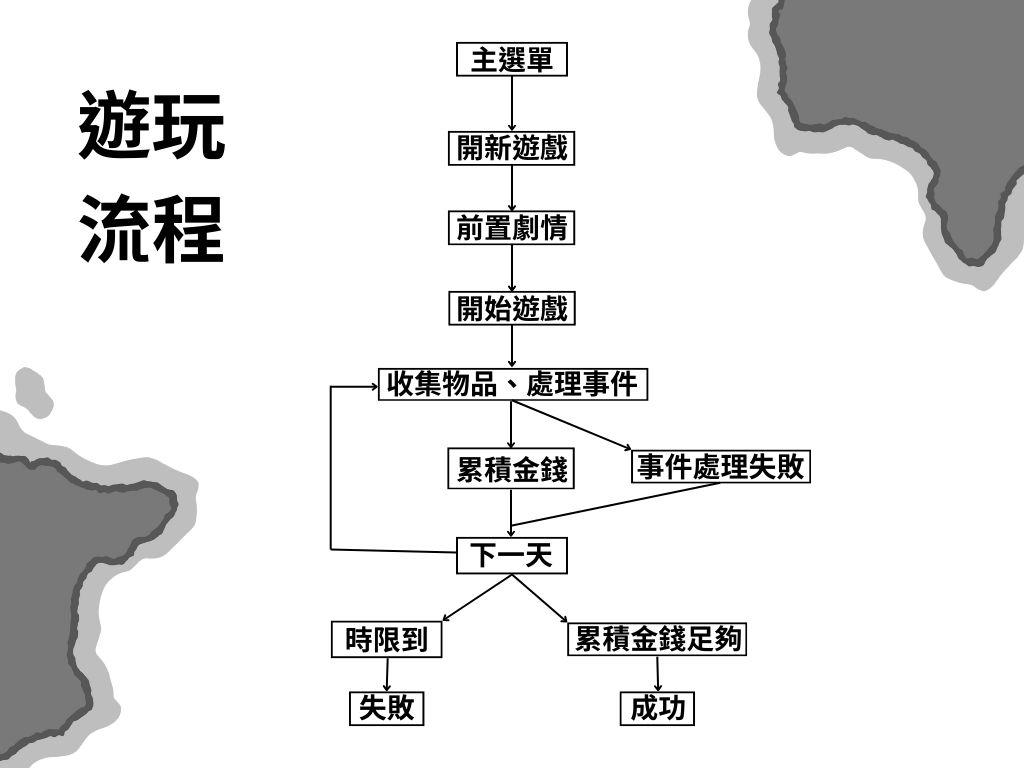 遊玩
流程
主選單
開新遊戲
前置劇情
開始遊戲
收集物品、處理事件
累積金錢
事件處理失敗
下一天
時限到
累積金錢足夠
失敗
成功